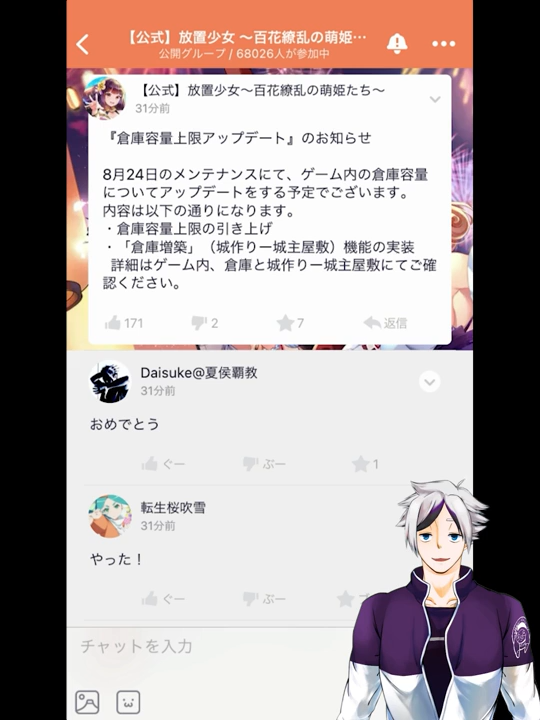 【公式】放置少女 〜百花繚乱の萌姫…
公開グループ / 68026人が参加中
【公式】放置少女〜百花繚乱の萌姫たち〜
31分前
『倉庫容量上限アップデート』のお知らせ
8月24日のメンテナンスにて、ゲーム内の倉庫容量
についてアップデートをする予定でございます。
内容は以下の通りになります。
・倉庫容量上限の引き上げ
・「倉庫増築」（城作りー城主屋敷）機能の実装
詳細はゲーム内、倉庫と城作りー城主屋敷にてご確
認ください。
171 2 7 返信
Daisuke@夏侯覇教
31分前
おめでとう
ぐー ぶー 1
転生桜吹雪
31分前
やった！
ぐー ぶー
チャットを入力